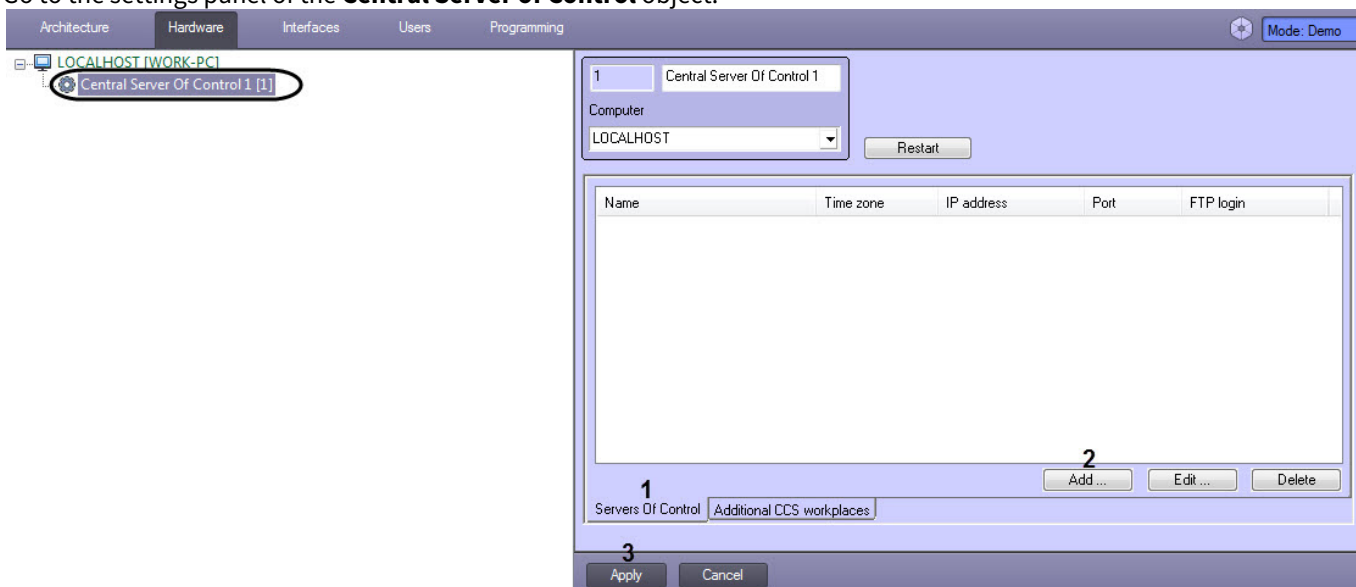 Go to the settings panel of the Central Server Of Control object.
Architecture Hardware Interfaces Users Programming Mode: Demo
LOCALHOST [WORK-PC]
Central Server Of Control 1 [1]
1 Central Server Of Control 1
Computer
LOCALHOST
Restart
Name Time zone IP address Port FTP login
2
Add ... Edit ... Delete
1
Servers Of Control Additional CCS workplaces
3
Apply Cancel